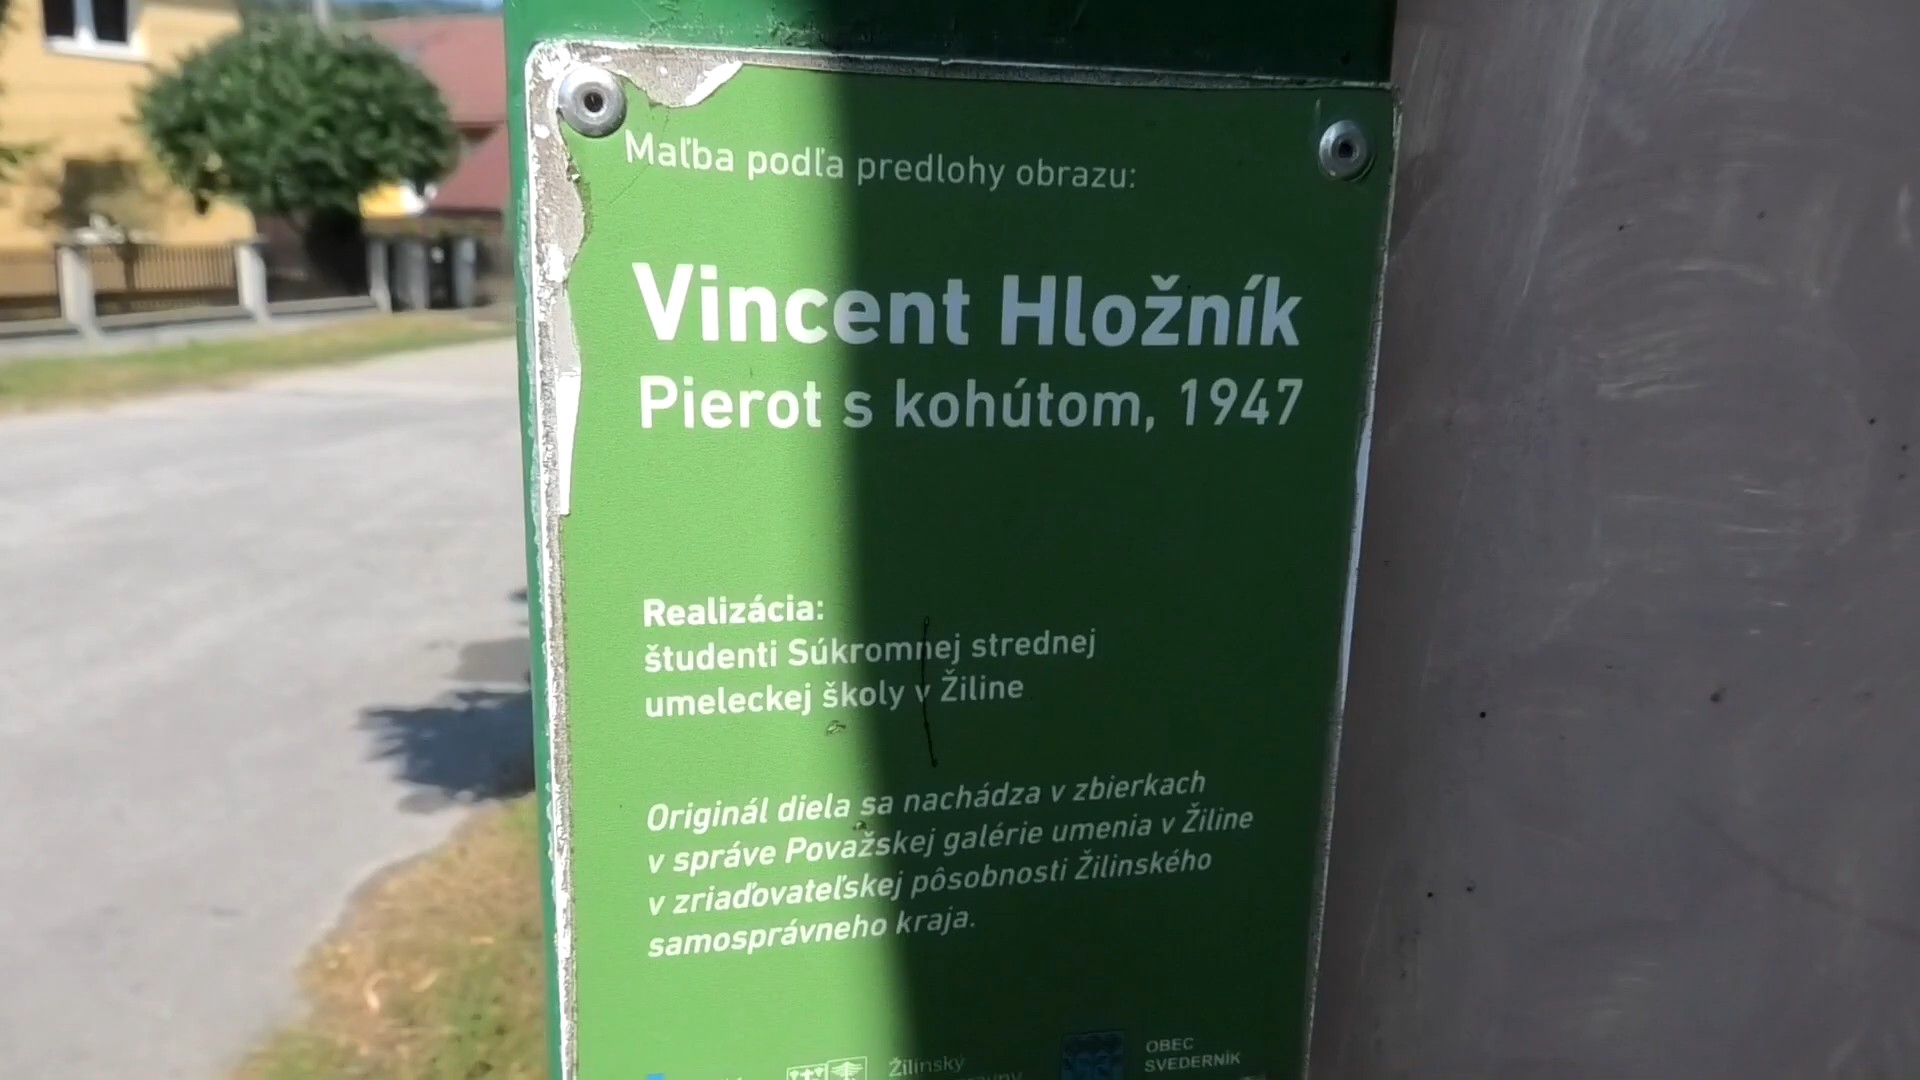 Maľba podľa predlohy obrazu:
Vincent Hložník
Pierot s kohútom, 1947
Realizácia:
študenti Súkromnej strednej
umeleckej školy v Žiline
Originál diela sa nachádza v zbierkach
v správe Považskej galérie umenia v Žiline
v zriaďovateľskej pôsobnosti Žilinského
samosprávneho kraja.
Žilinský
OBEC
SVEDERNÍK